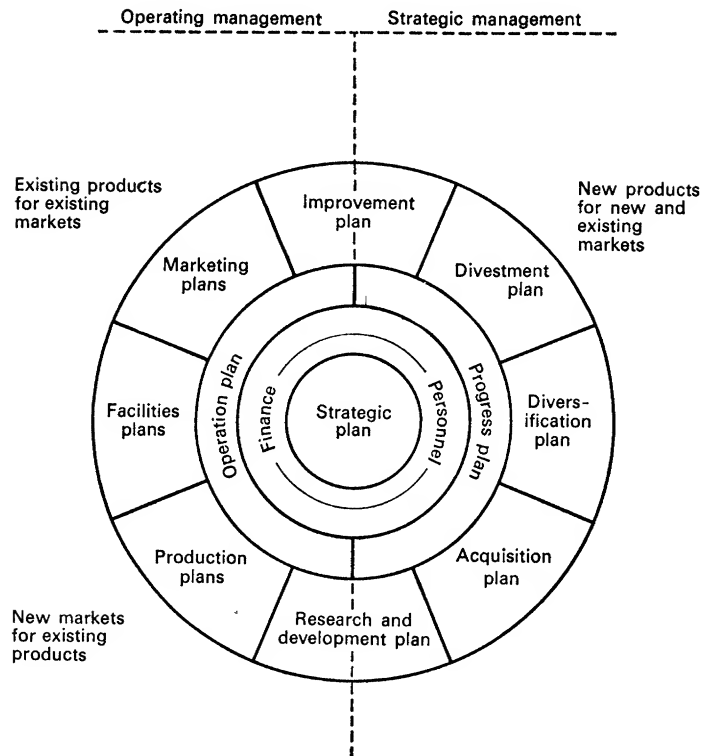 Operating management
Strategic management
Existing products
for existing
markets
New products
for new and
existing
markets
Improvement
plan
Marketing
plans
Divestment
plan
Facilities
plans
Operation plan
Finance
Strategic
plan
Personnel
Progress plan
Divers-
ification
plan
Production
plans
Acquisition
plan
Research and
development plan
New markets
for existing
products